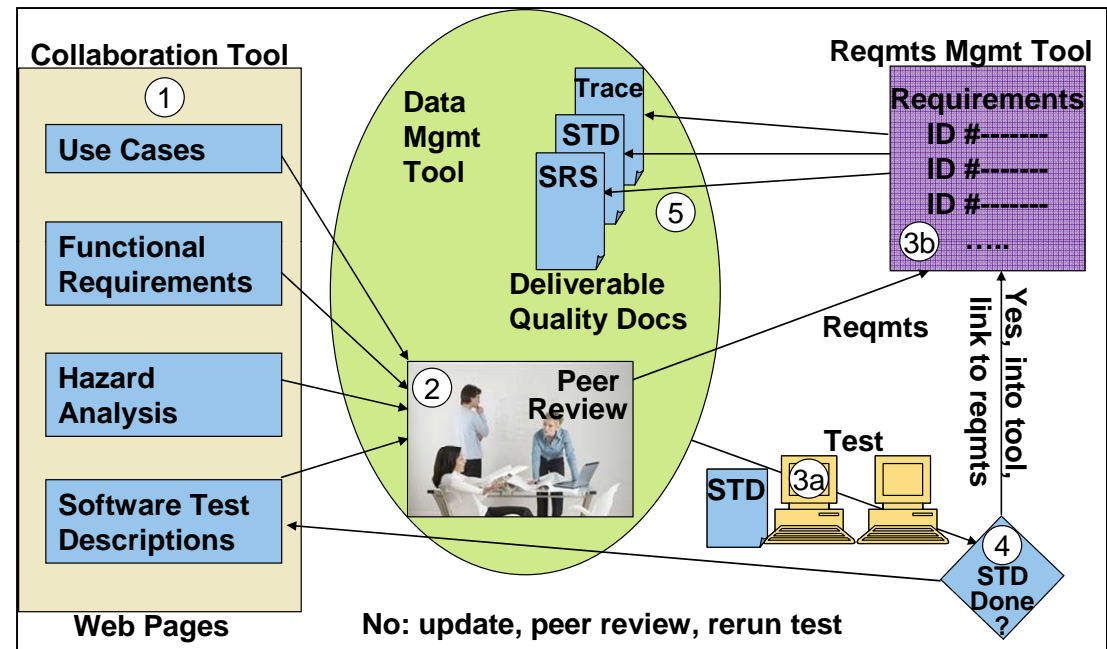 Collaboration Tool
1
Use Cases
Functional
Requirements
Hazard
Analysis
Software Test
Descriptions
Web Pages
Data
Mgmt
Tool
Trace
STD
SRS
5
Deliverable
Quality Docs
2
Peer
Review
Reqmts Mgmt Tool
Requirements
ID #-------
ID #-------
ID #-------
3b
…..
Reqmts
Yes, into tool,
link to reqmts
Test
STD
3a
4
STD
Done
?
No: update, peer review, rerun test